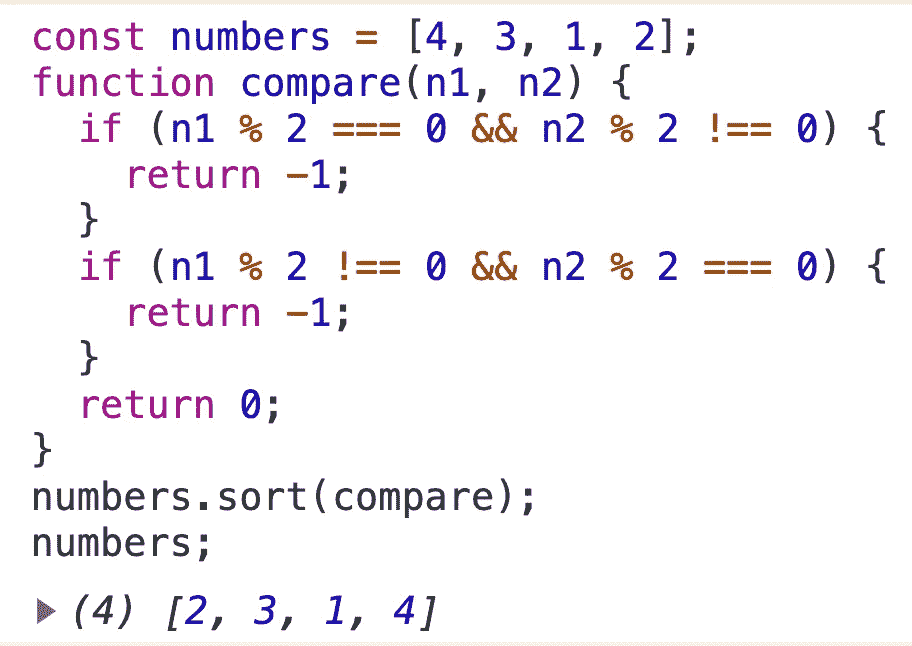 const numbers = [4, 3, 1, 2];
function compare(n1, n2) {
  if (n1 % 2 === 0 && n2 % 2 !== 0) {
    return -1;
  }
  if (n1 % 2 !== 0 && n2 % 2 === 0) {
    return -1;
  }
  return 0;
}
numbers.sort(compare);
numbers;
▶ (4) [2, 3, 1, 4]